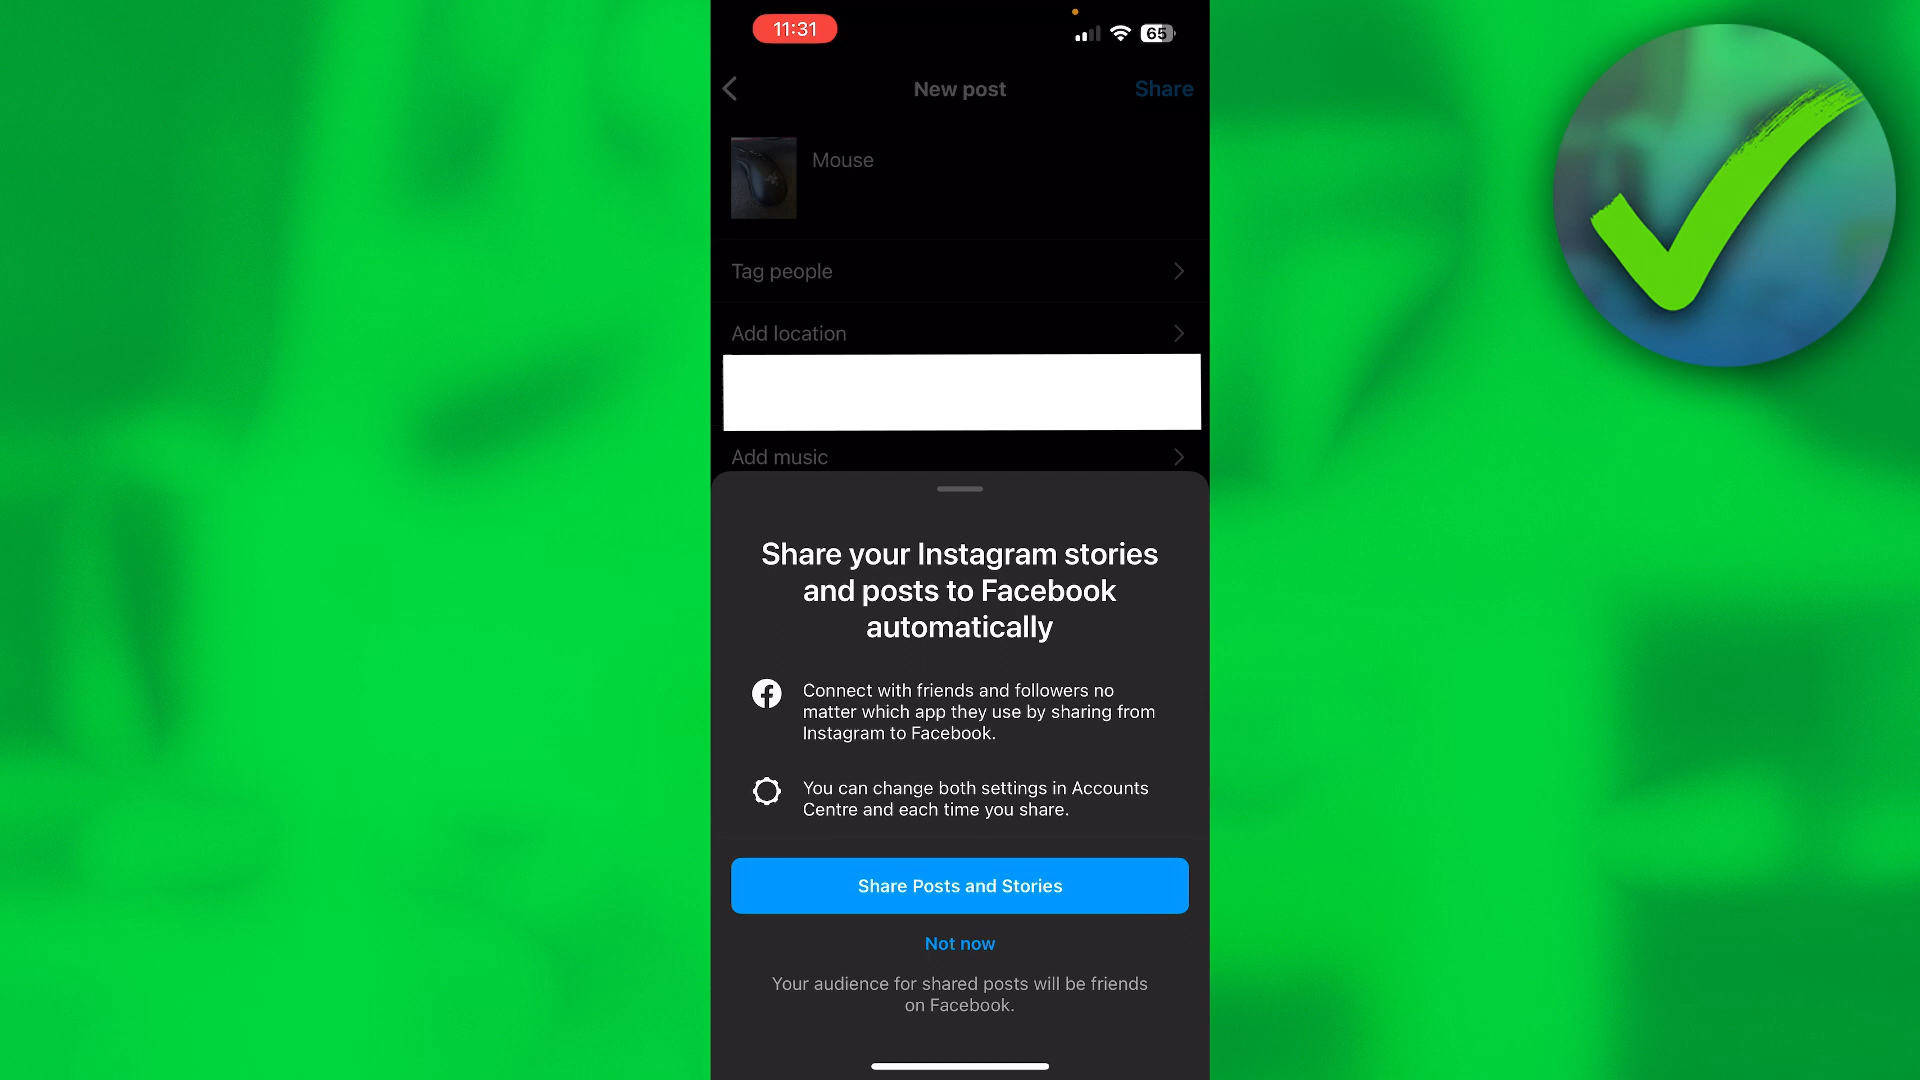 11:31
65
New post
Share
Mouse
Tag people
Add location
Add music
Share your Instagram stories
and posts to Facebook
automatically
Connect with friends and followers no
matter which app they use by sharing from
Instagram to Facebook.
You can change both settings in Accounts
Centre and each time you share.
Share Posts and Stories
Not now
Your audience for shared posts will be friends
on Facebook.